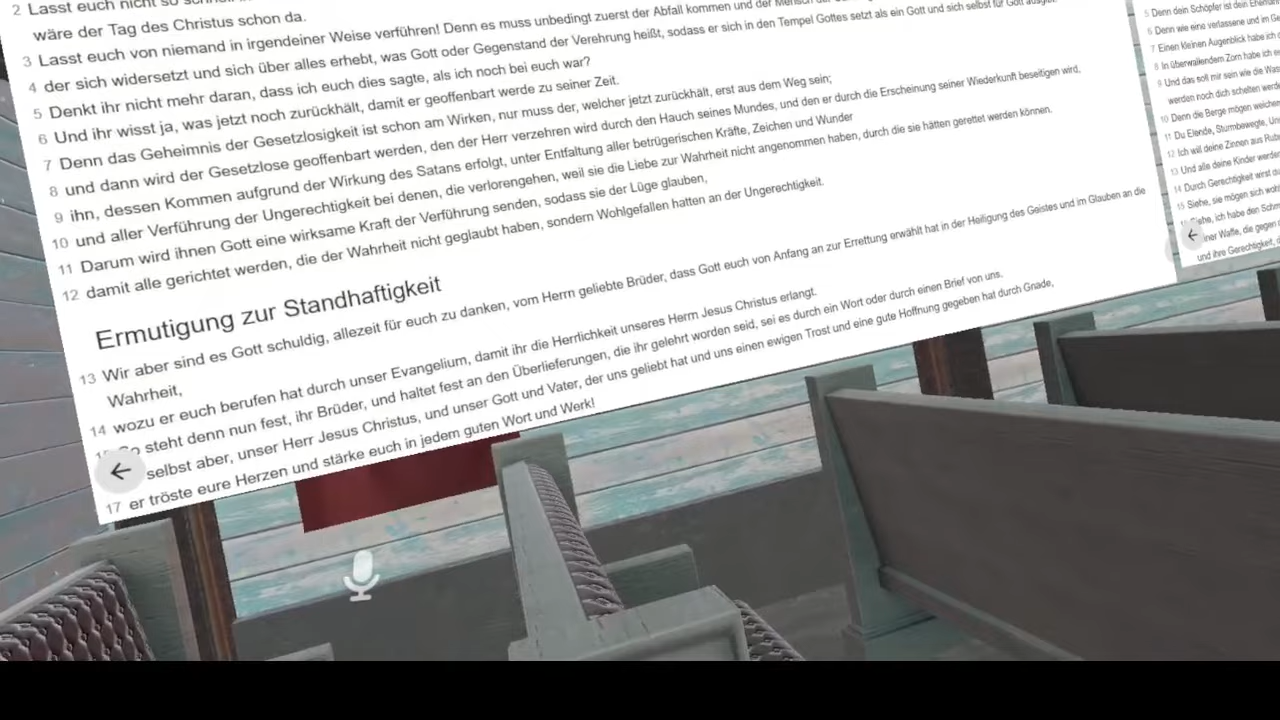 2 Lasst euch nicht so
wäre der Tag des Christus schon da.
3 Lasst euch von niemand in irgendeiner Weise verführen! Denn es muss unbedingt zuerst der Abfall kommen und der Mensch der
4 der sich widersetzt und sich über alles erhebt, was Gott oder Gegenstand der Verehrung heißt, sodass er sich in den Tempel Gottes setzt als ein Gott und sich selbst für Gott
5 Denkt ihr nicht mehr daran, dass ich euch dies sagte, als ich noch bei euch war?
6 Und ihr wisst ja, was jetzt noch zurückhält, damit er geoffenbart werde zu seiner Zeit.
7 Denn das Geheimnis der Gesetzlosigkeit ist schon am Wirken, nur muss der, welcher jetzt zurückhält, erst aus dem Weg sein;
8 und dann wird der Gesetzlose geoffenbart werden, den der Herr verzehren wird durch den Hauch seines Mundes, und den er durch die Erscheinung seiner Wiederkunft beseitigen wird,
9 ihn, dessen Kommen aufgrund der Wirkung des Satans erfolgt, unter Entfaltung aller betrügerischen Kräfte, Zeichen und Wunder
10 und aller Verführung der Ungerechtigkeit bei denen, die verlorengehen, weil sie die Liebe zur Wahrheit nicht angenommen haben, durch die sie hätten gerettet werden können.
11 Darum wird ihnen Gott eine wirksame Kraft der Verführung senden, sodass sie der Lüge glauben,
12 damit alle gerichtet werden, die der Wahrheit nicht geglaubt haben, sondern Wohlgefallen hatten an der Ungerechtigkeit.
Ermutigung zur Standhaftigkeit
13 Wir aber sind es Gott schuldig, allezeit für euch zu danken, vom Herrn geliebte Brüder, dass Gott euch von Anfang an zur Errettung erwählt hat in der Heiligung des Geistes und im Glauben an die
Wahrheit,
14 wozu er euch berufen hat durch unser Evangelium, damit ihr die Herrlichkeit unseres Herrn Jesus Christus erlangt.
steht denn nun fest, ihr Brüder, und haltet fest an den Überlieferungen, die ihr gelehrt worden seid, sei es durch ein Wort oder durch einen Brief von uns.
selbst aber, unser Herr Jesus Christus, und unser Gott und Vater, der uns geliebt hat und uns einen ewigen Trost und eine gute Hoffnung gegeben hat durch Gnade,
17 er tröste eure Herzen und stärke euch in jedem guten Wort und Werk!
5 Denn dein Schöpfer ist dein
6 Denn wie eine verlassene und im
7 Einen kleinen Augenblick habe ich
8 In überwallendem Zorn habe ich
9 Und das soll mir sein wie die
werden noch dich schelten
10 Denn die Berge mögen weichen
11 Du Elende, Sturmbewegte,
12 Ich will deine Zinnen aus
13 Und alle deine Kinder werden
14 Durch Gerechtigkeit wirst du
15 Siehe, sie mögen sich
Siehe, ich habe den
einer Waffe, die gegen
und ihre Gerechtigkeit,